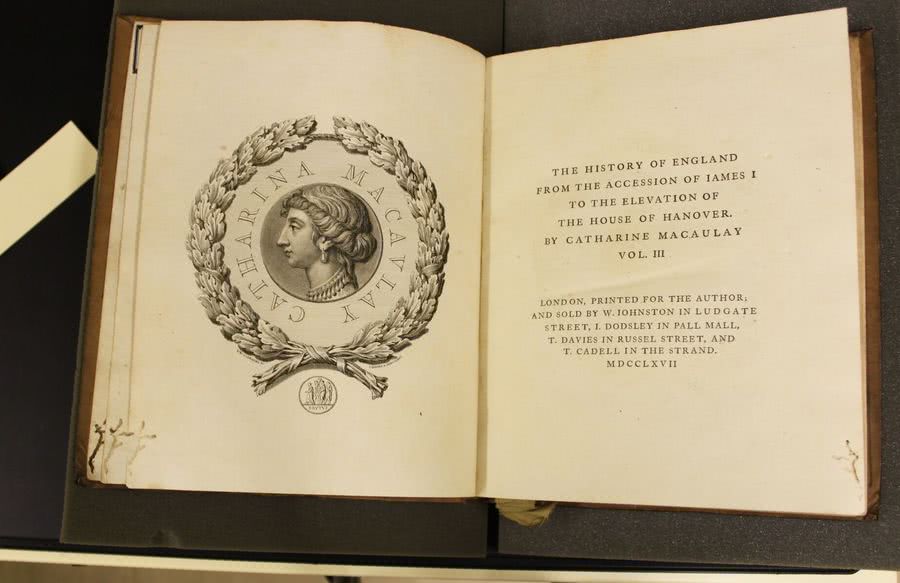 CATHARINA MACAVLAY
THE HISTORY OF ENGLAND
FROM THE ACCESSION OF IAMES I
TO THE ELEVATION OF
THE HOUSE OF HANOVER.
BY CATHARINE MACAULAY
VOL. III
LONDON, PRINTED FOR THE AUTHOR;
AND SOLD BY W. IOHNSTON IN LUDGATE
STREET, I. DODSLEY IN PALL MALL,
T. DAVIES IN RUSSEL STREET, AND
T. CADELL IN THE STRAND.
MDCCLXVII